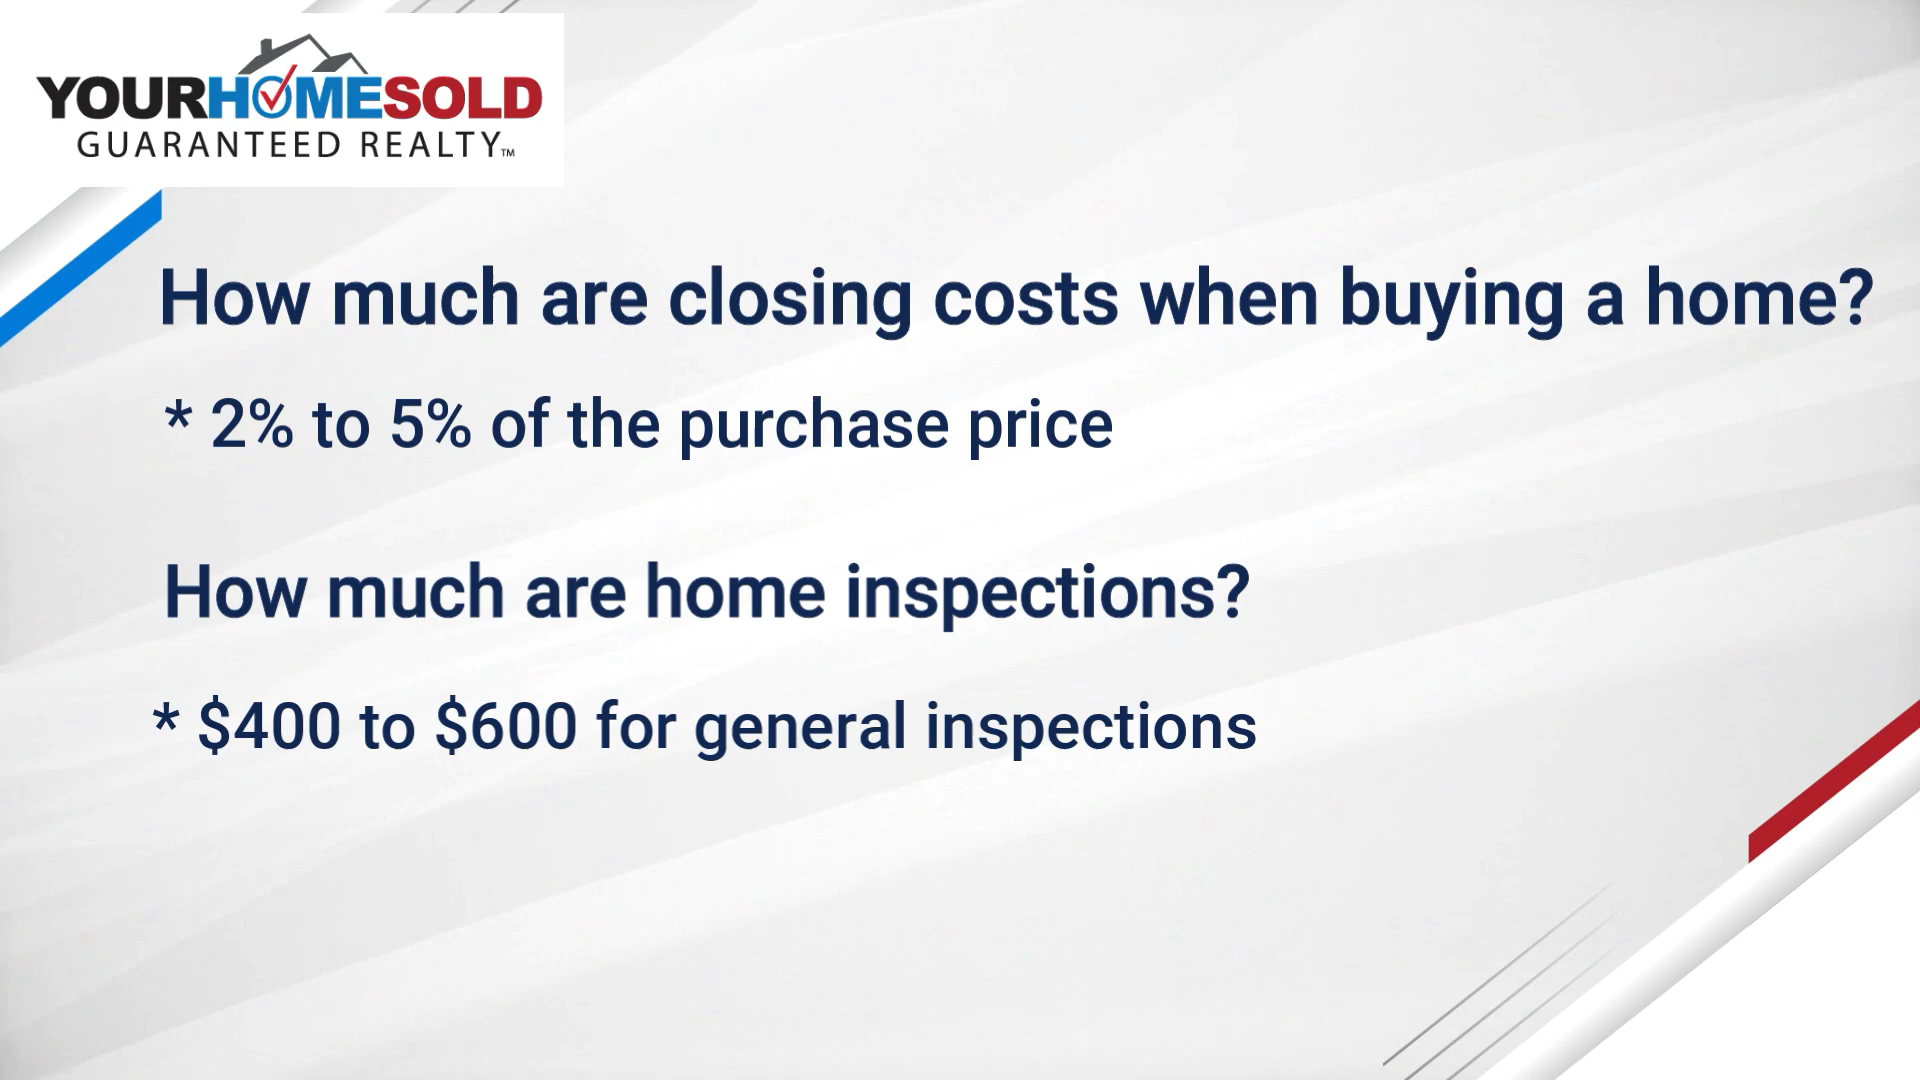 YOURHOMESOLD
GUARANTEED REALTY™
How much are closing costs when buying a home?
* 2% to 5% of the purchase price
How much are home inspections?
* $400 to $600 for general inspections